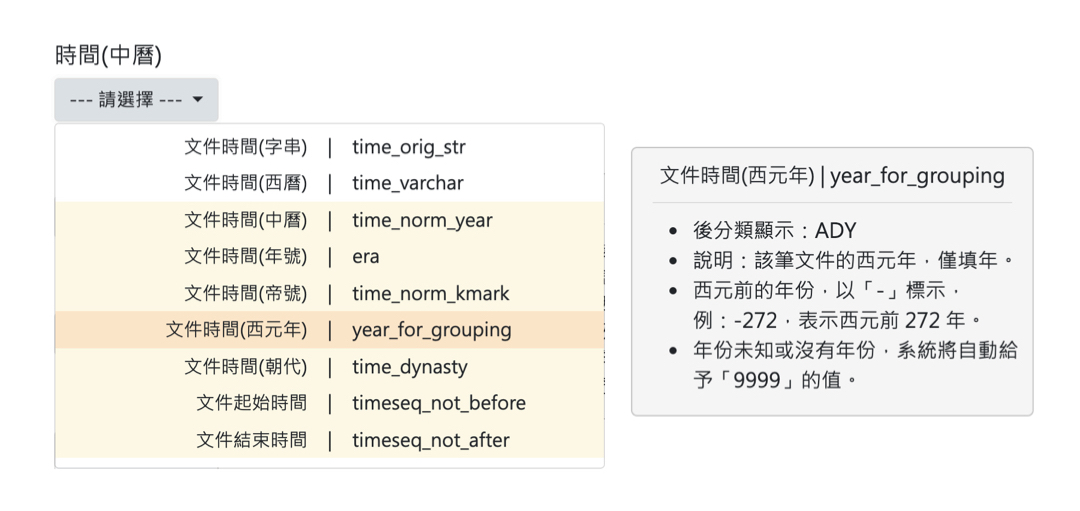 時間(中曆)
--- 請選擇 ---
文件時間(字串) | time_orig_str
文件時間(西曆) | time_varchar
文件時間(中曆) | time_norm_year
文件時間(年號) | era
文件時間(帝號) | time_norm_kmark
文件時間(西元年) | year_for_grouping
文件時間(朝代) | time_dynasty
文件起始時間 | timeseq_not_before
文件結束時間 | timeseq_not_after
文件時間(西元年) | year_for_grouping
• 後分類顯示：ADY
• 說明：該筆文件的西元年，僅填年。
• 西元前的年份，以「-」標示，
例：-272，表示西元前 272 年。
• 年份未知或沒有年份，系統將自動給
予「9999」的值。